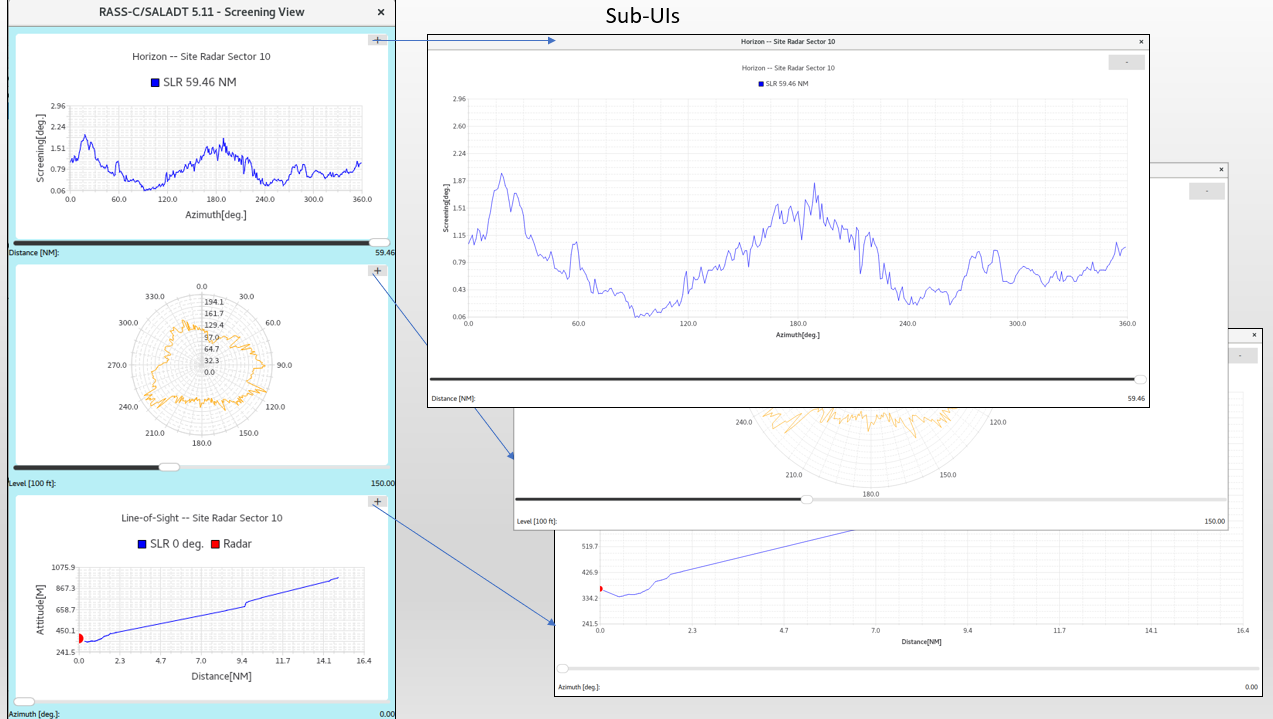 Sub-UIs
RASS-C/SALADT 5.11 - Screening View
×
+
Horizon -- Site Radar Sector 10
SLR 59.46 NM
Screening[deg.]
2.96
2.24
1.51
0.79
0.06
0.0 60.0 120.0 180.0 240.0 300.0 360.0
Azimuth[deg.]
Distance [NM]: 59.46
+
0.0
330.0 30.0
300.0 60.0
270.0 90.0
240.0 120.0
210.0 150.0
180.0
194.1
161.7
129.4
97.0
64.7
32.3
0.0
Level [100 ft]: 150.00
+
Line-of-Sight -- Site Radar Sector 10
SLR 0 deg. Radar
Attitude[M]
1075.9
867.3
658.7
450.1
241.5
0.0 2.3 4.7 7.0 9.4 11.7 14.1 16.4
Distance[NM]
Azimuth [deg.]: 0.00
Horizon -- Site Radar Sector 10 ×
-
Horizon -- Site Radar Sector 10
SLR 59.46 NM
Screening[deg.]
2.96
2.60
2.24
1.87
1.51
1.15
0.79
0.43
0.06
0.0 60.0 120.0 180.0 240.0 300.0 360.0
Azimuth[deg.]
Distance [NM]: 59.46
×
-
240.0 120.0
210.0 150.0
180.0
Level [100 ft]: 150.00
×
-
519.7
426.9
334.2
241.5
0.0 2.3 4.7 7.0 9.4 11.7 14.1 16.4
Distance[NM]
Azimuth [deg.]: 0.00